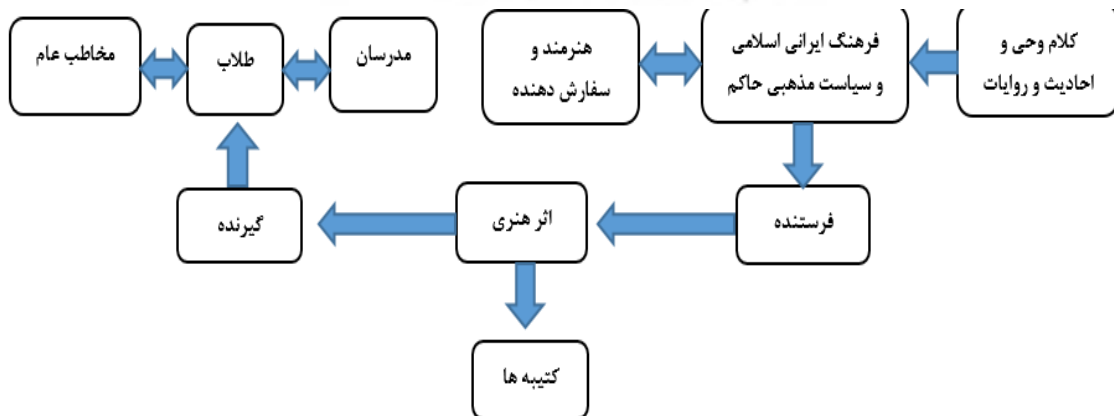 کلام وحی و
احادیث و روایات
فرهنگ ایرانی اسلامی
و سیاست مذهبی حاکم
هنرمند و
سفارش دهنده
مدرسان
طلاب
مخاطب عام
فرستنده
اثر هنری
گیرنده
کتیبه ها